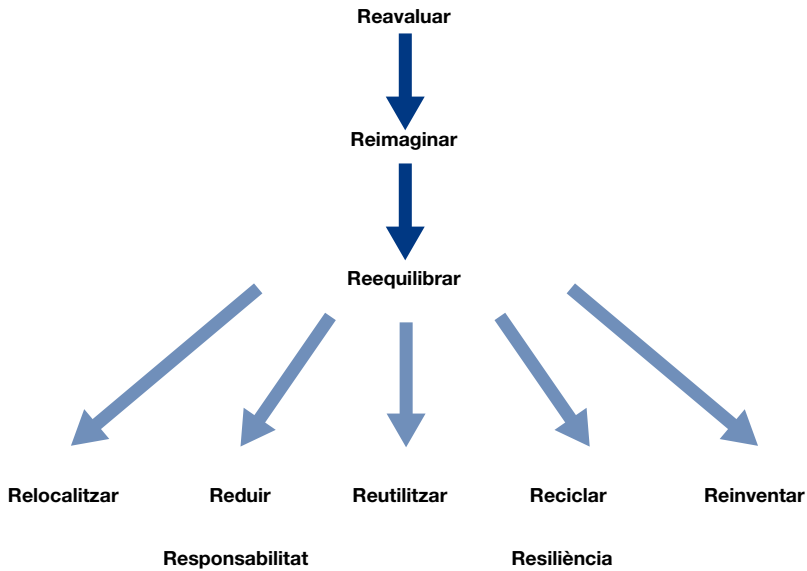 Reavaluar
Reimaginar
Reequilibrar
Relocalitzar Reduir Reutilitzar Reciclar Reinventar
Responsabilitat Resiliència